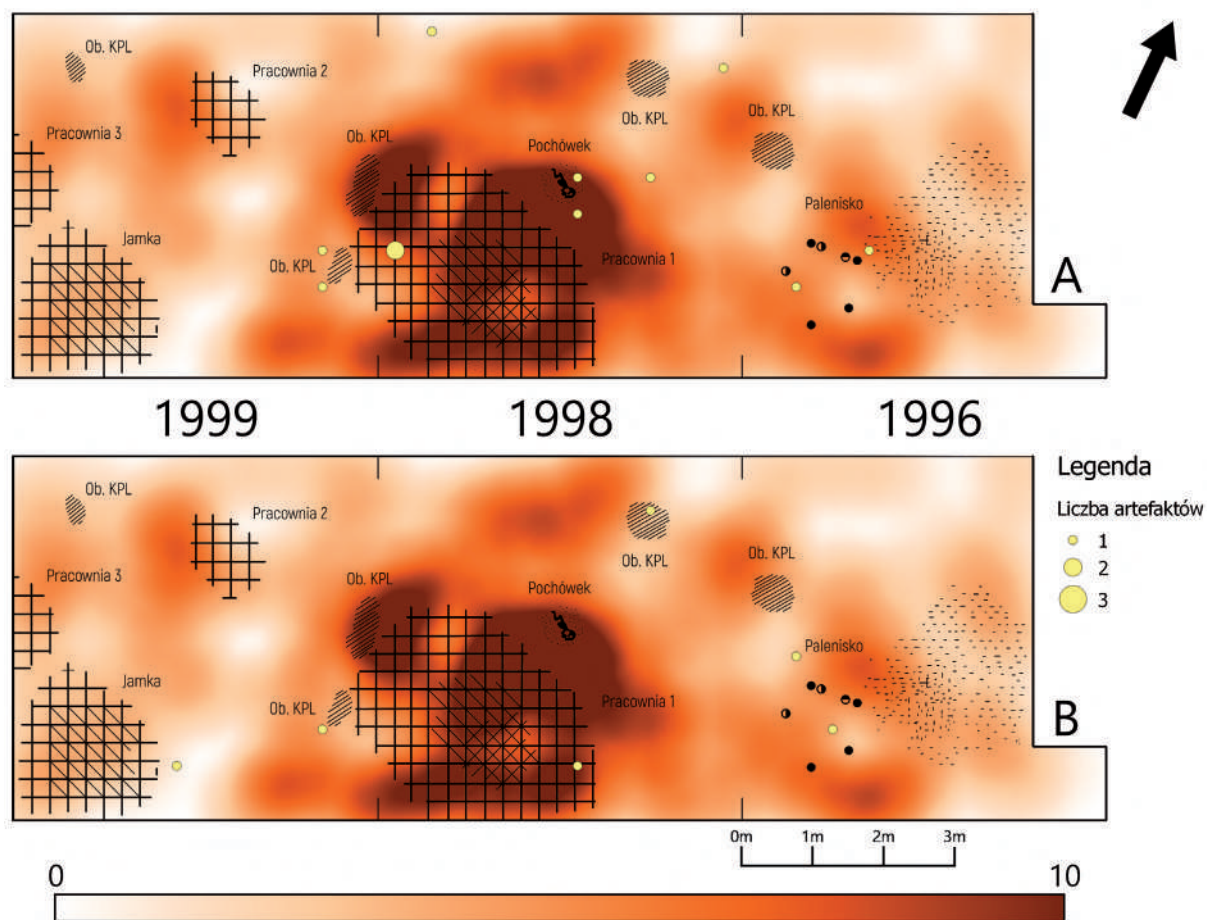 Ob. KPL
Pracownia 2
Pracownia 3
Ob. KPL
Pochówek
Ob. KPL
Ob. KPL
Jamka
Ob. KPL
Pracownia 1
Palenisko
A
1999
1998
1996
Ob. KPL
Pracownia 2
Pracownia 3
Ob. KPL
Pochówek
Ob. KPL
Ob. KPL
Jamka
Ob. KPL
Pracownia 1
Palenisko
B
Legenda
Liczba artefaktów
1
2
3
0m 1m 2m 3m
0 10